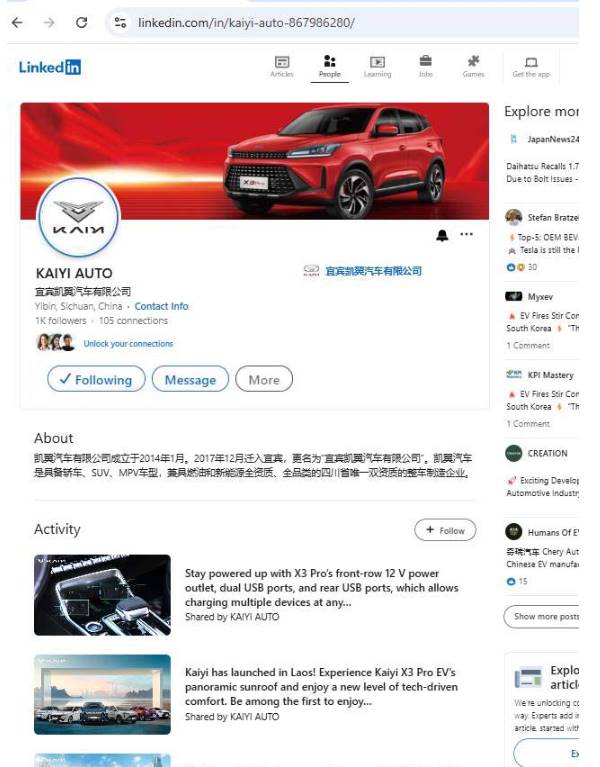 linkedin.com/in/kaiyi-auto-867986280/
Linked in
Articles
People
Learning
Jobs
Games
Get the app
X3 Pro
KAIYI
KAIYI AUTO
宜宾凯翼汽车有限公司
宜宾凯翼汽车有限公司
Yibin, Sichuan, China · Contact Info
1K followers · 105 connections
Unlock your connections
Following
Message
More
About
凯翼汽车有限公司成立于2014年1月。2017年12月迁入宜宾，更名为"宜宾凯翼汽车有限公司"。凯翼汽车
是具备轿车、SUV、MPV车型，兼具燃油和新能源全资质、全品类的四川省唯一双资质的整车制造企业。
Activity
+ Follow
Stay powered up with X3 Pro's front-row 12 V power
outlet, dual USB ports, and rear USB ports, which allows
charging multiple devices at any...
Shared by KAIYI AUTO
Kaiyi has launched in Laos! Experience Kaiyi X3 Pro EV's
panoramic sunroof and enjoy a new level of tech-driven
comfort. Be among the first to enjoy...
Shared by KAIYI AUTO
Explore mor
JapanNews24
Daihatsu Recalls 1.7
Due to Bolt Issues -
Stefan Bratzel
Top-5: OEM BEV
Tesla is still the
30
Myxev
EV Fires Stir Con
South Korea "Th
1 Comment
KPI Mastery
EV Fires Stir Con
South Korea "Th
1 Comment
CREATION
Exciting Develop
Automotive Industr
Humans Of E
奇瑞汽车 Chery Aut
Chinese EV manufa
15
Show more posts
Explo
articl
We're unlocking co
way. Experts add in
article, started with
Ex